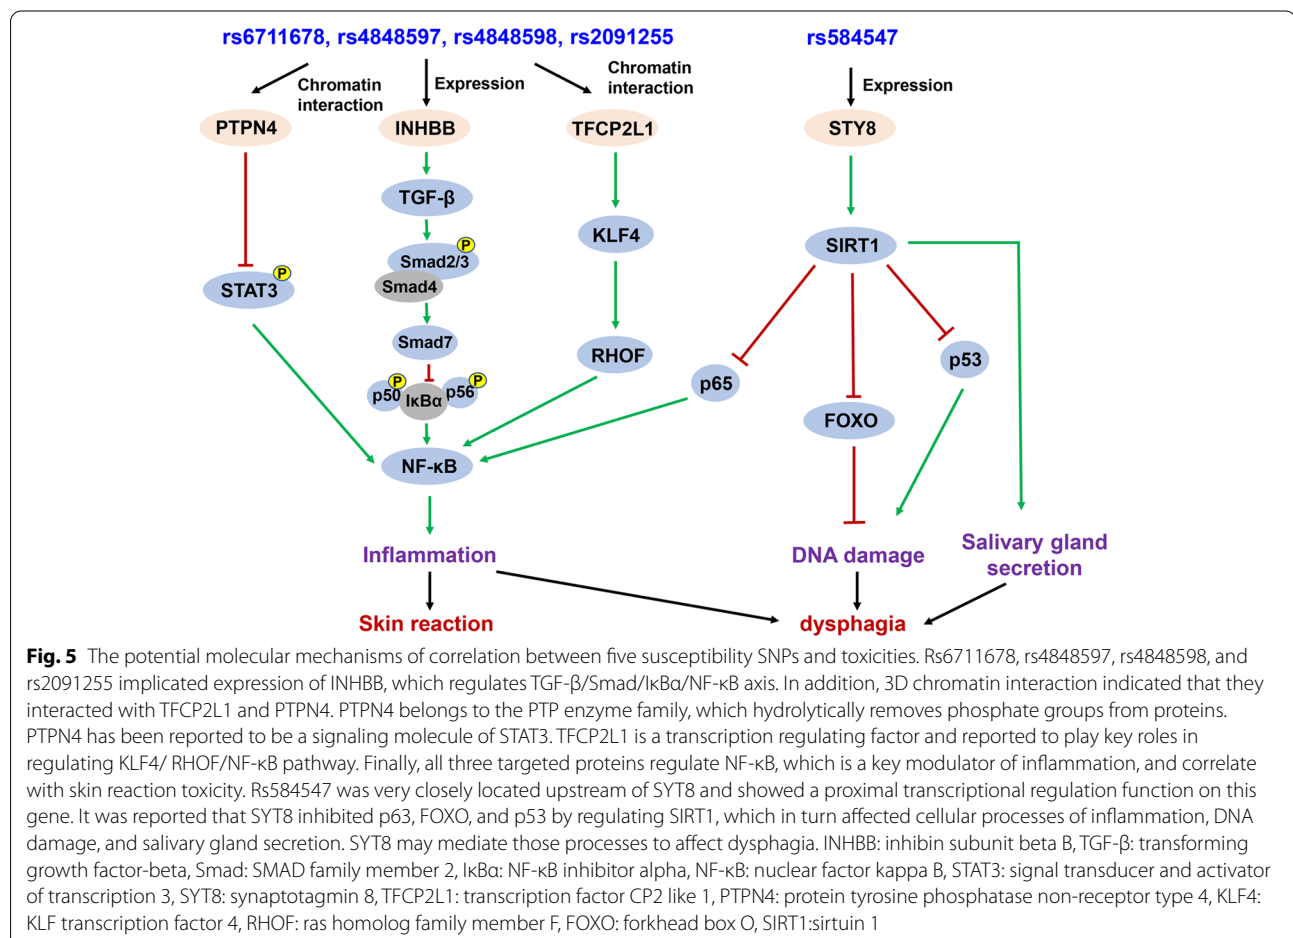 rs6711678, rs4848597, rs4848598, rs2091255
rs584547
Chromatin
interaction
Expression
Chromatin
interaction
Expression
PTPN4
INHBB
TFCP2L1
STY8
TGF-β
KLF4
SIRT1
P
Smad2/3
Smad4
P
STAT3
Smad7
RHOF
p53
p65
P
p50
IκBα
p56
P
FOXO
NF-κB
Inflammation
DNA damage
Salivary gland
secretion
Skin reaction
dysphagia
Fig. 5 The potential molecular mechanisms of correlation between five susceptibility SNPs and toxicities. Rs6711678, rs4848597, rs4848598, and
rs2091255 implicated expression of INHBB, which regulates TGF-β/Smad/IκBα/NF-κB axis. In addition, 3D chromatin interaction indicated that they
interacted with TFCP2L1 and PTPN4. PTPN4 belongs to the PTP enzyme family, which hydrolytically removes phosphate groups from proteins.
PTPN4 has been reported to be a signaling molecule of STAT3. TFCP2L1 is a transcription regulating factor and reported to play key roles in
regulating KLF4/ RHOF/NF-κB pathway. Finally, all three targeted proteins regulate NF-κB, which is a key modulator of inflammation, and correlate
with skin reaction toxicity. Rs584547 was very closely located upstream of SYT8 and showed a proximal transcriptional regulation function on this
gene. It was reported that SYT8 inhibited p63, FOXO, and p53 by regulating SIRT1, which in turn affected cellular processes of inflammation, DNA
damage, and salivary gland secretion. SYT8 may mediate those processes to affect dysphagia. INHBB: inhibin subunit beta B, TGF-β: transforming
growth factor-beta, Smad: SMAD family member 2, IκBα: NF-κB inhibitor alpha, NF-κB: nuclear factor kappa B, STAT3: signal transducer and activator
of transcription 3, SYT8: synaptotagmin 8, TFCP2L1: transcription factor CP2 like 1, PTPN4: protein tyrosine phosphatase non-receptor type 4, KLF4:
KLF transcription factor 4, RHOF: ras homolog family member F, FOXO: forkhead box O, SIRT1:sirtuin 1